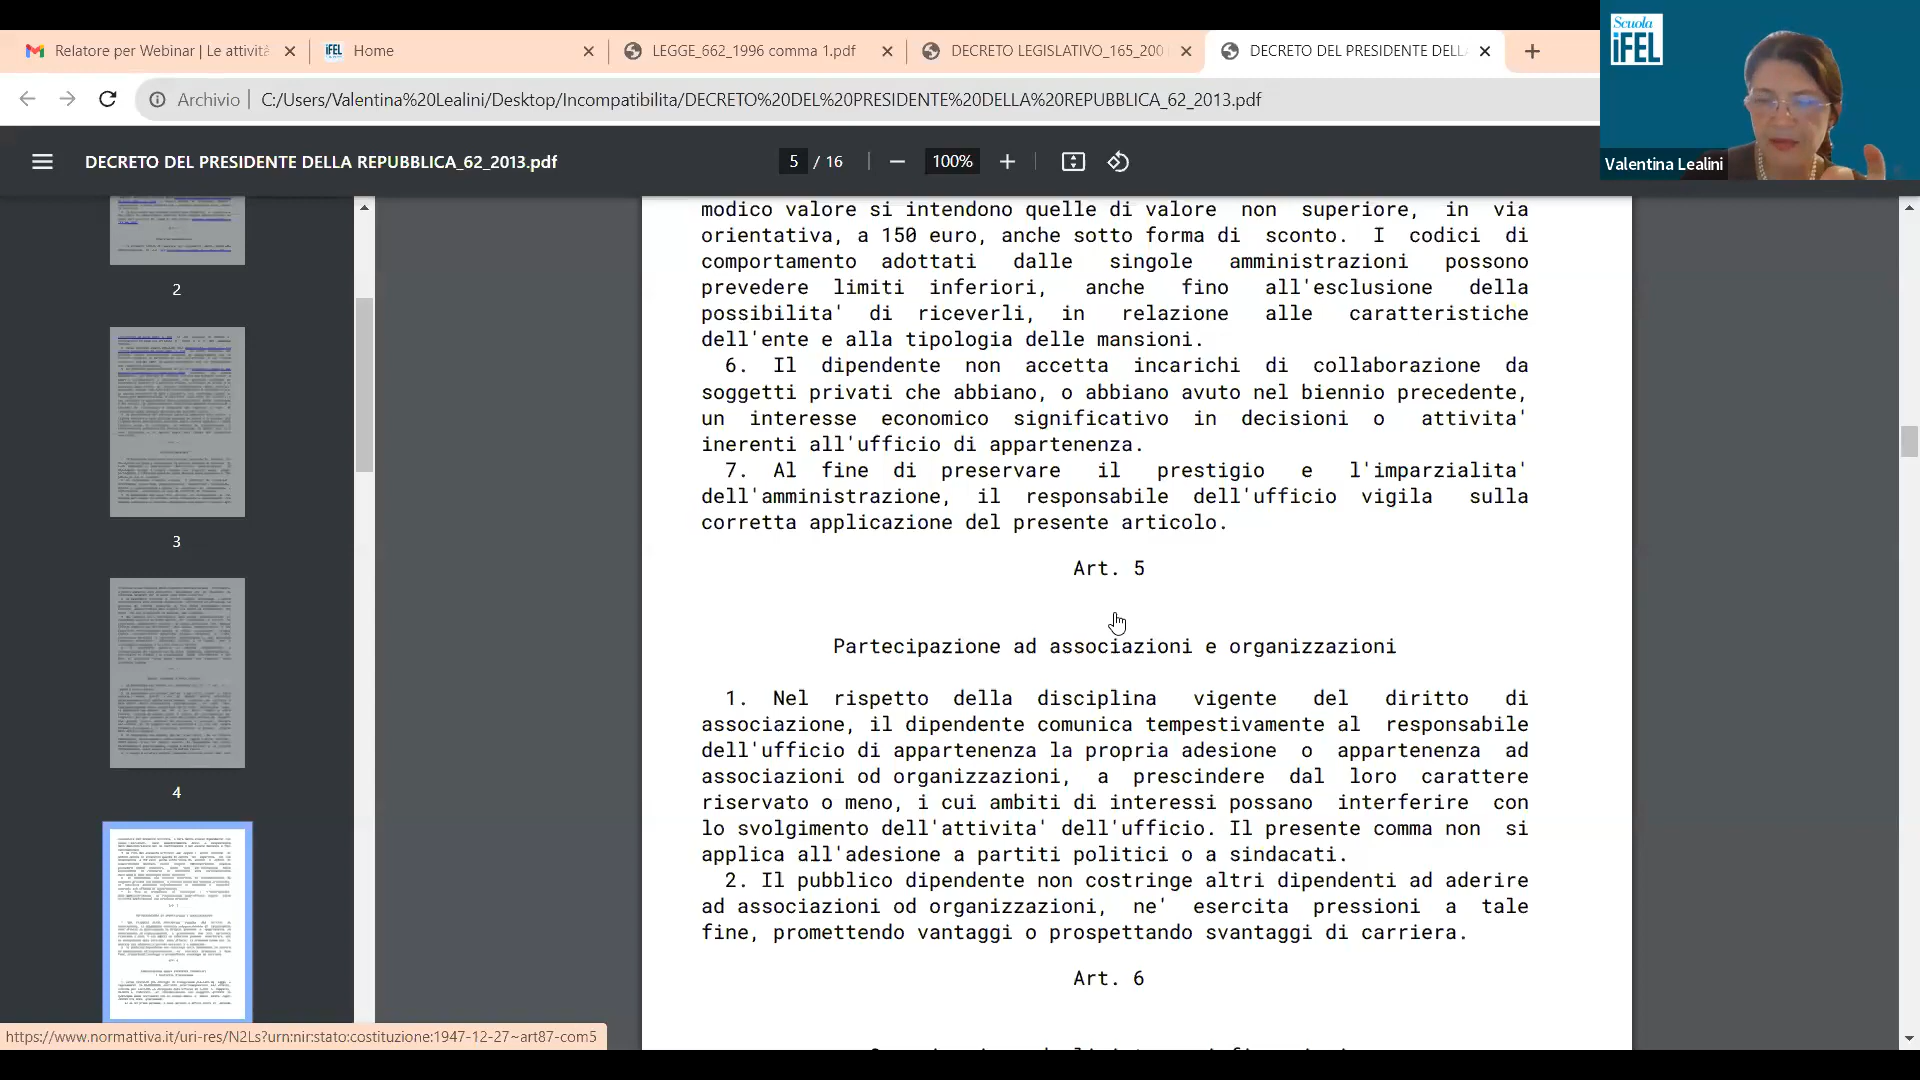 Relatore per Webinar | Le attività
Home
LEGGE_662_1996 comma 1.pdf
DECRETO LEGISLATIVO_165_200
DECRETO DEL PRESIDENTE DELL
Archivio
C:/Users/Valentina%20Lealini/Desktop/Incompatibilita/DECRETO%20DEL%20PRESIDENTE%20DELLA%20REPUBBLICA_62_2013.pdf
Scuola
iFEL
Valentina Lealini
DECRETO DEL PRESIDENTE DELLA REPUBBLICA_62_2013.pdf
5 / 16
100%
2
3
4
modico valore si intendono quelle di valore non superiore, in via
orientativa, a 150 euro, anche sotto forma di sconto. I codici di
comportamento adottati dalle singole amministrazioni possono
prevedere limiti inferiori, anche fino all'esclusione della
possibilita' di riceverli, in relazione alle caratteristiche
dell'ente e alla tipologia delle mansioni.
6. Il dipendente non accetta incarichi di collaborazione da
soggetti privati che abbiano, o abbiano avuto nel biennio precedente,
un interesse economico significativo in decisioni o attivita'
inerenti all'ufficio di appartenenza.
7. Al fine di preservare il prestigio e l'imparzialita'
dell'amministrazione, il responsabile dell'ufficio vigila sulla
corretta applicazione del presente articolo.
Art. 5
Partecipazione ad associazioni e organizzazioni
1. Nel rispetto della disciplina vigente del diritto di
associazione, il dipendente comunica tempestivamente al responsabile
dell'ufficio di appartenenza la propria adesione o appartenenza ad
associazioni od organizzazioni, a prescindere dal loro carattere
riservato o meno, i cui ambiti di interessi possano interferire con
lo svolgimento dell'attivita' dell'ufficio. Il presente comma non si
applica all'adesione a partiti politici o a sindacati.
2. Il pubblico dipendente non costringe altri dipendenti ad aderire
ad associazioni od organizzazioni, ne' esercita pressioni a tale
fine, promettendo vantaggi o prospettando svantaggi di carriera.
Art. 6
https://www.normattiva.it/uri-res/N2Ls?urn:nir:stato:costituzione:1947-12-27~art87-com5